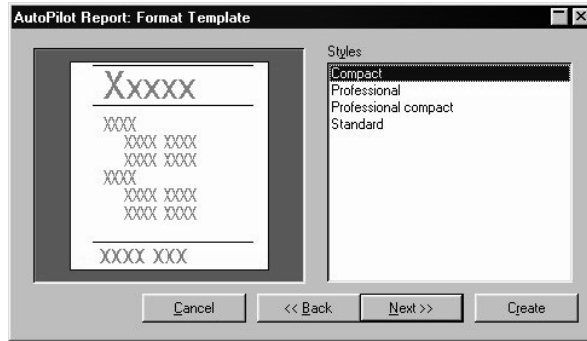 AutoPilot Report: Format Template
Xxxxx
XXXX
XXXX XXXX
XXXX XXXX
XXXX
XXXX XXXX
XXXX XXXX
XXXX XXX
Styles
Compact
Professional
Professional compact
Standard
Cancel
<< Back
Next >>
Create